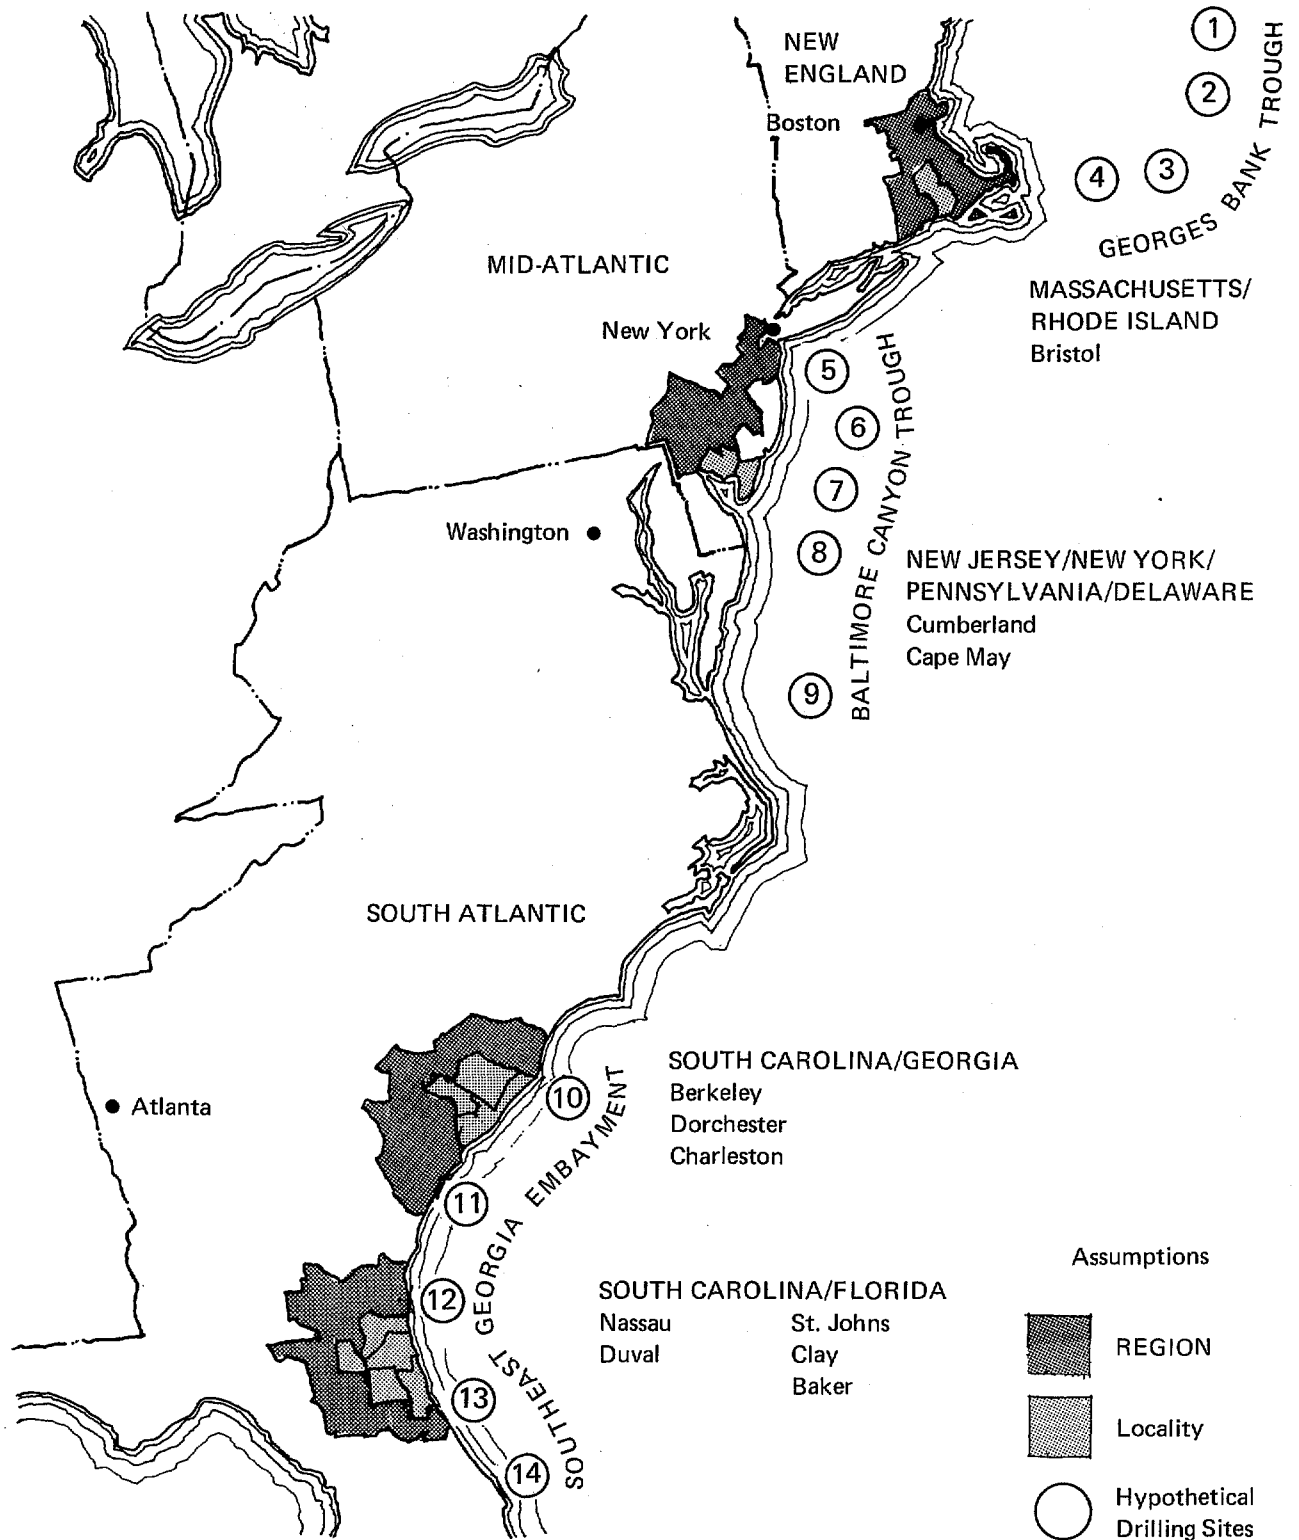 NEW
ENGLAND
Boston
1
2
3
4
GEORGES BANK TROUGH
MID-ATLANTIC
MASSACHUSETTS/
RHODE ISLAND
Bristol
New York
5
6
7
8
9
BALTIMORE CANYON TROUGH
Washington
NEW JERSEY/NEW YORK/
PENNSYLVANIA/DELAWARE
Cumberland
Cape May
SOUTH ATLANTIC
Atlanta
SOUTH CAROLINA/GEORGIA
Berkeley
Dorchester
Charleston
10
11
12
13
14
SOUTHEAST GEORGIA EMBAYMENT
SOUTH CAROLINA/FLORIDA
Nassau
Duval
St. Johns
Clay
Baker
Assumptions
REGION
Locality
Hypothetical
Drilling Sites